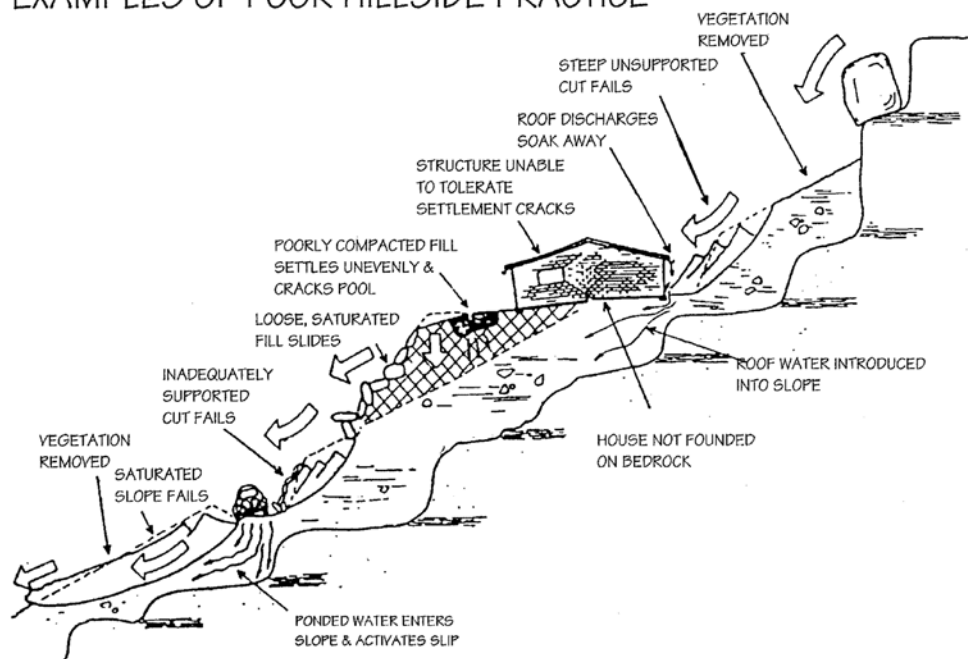 EXAMPLES OF POOR HILLSIDE PRACTICE
VEGETATION
REMOVED
STEEP UNSUPPORTED
CUT FAILS
ROOF DISCHARGES
SOAK AWAY
STRUCTURE UNABLE
TO TOLERATE
SETTLEMENT CRACKS
POORLY COMPACTED FILL
SETTLES UNEVENLY &
CRACKS POOL
LOOSE, SATURATED
FILL SLIDES
INADEQUATELY
SUPPORTED
CUT FAILS
VEGETATION
REMOVED
SATURATED
SLOPE FAILS
ROOF WATER INTRODUCED
INTO SLOPE
HOUSE NOT FOUNDED
ON BEDROCK
PONDED WATER ENTERS
SLOPE & ACTIVATES SLIP